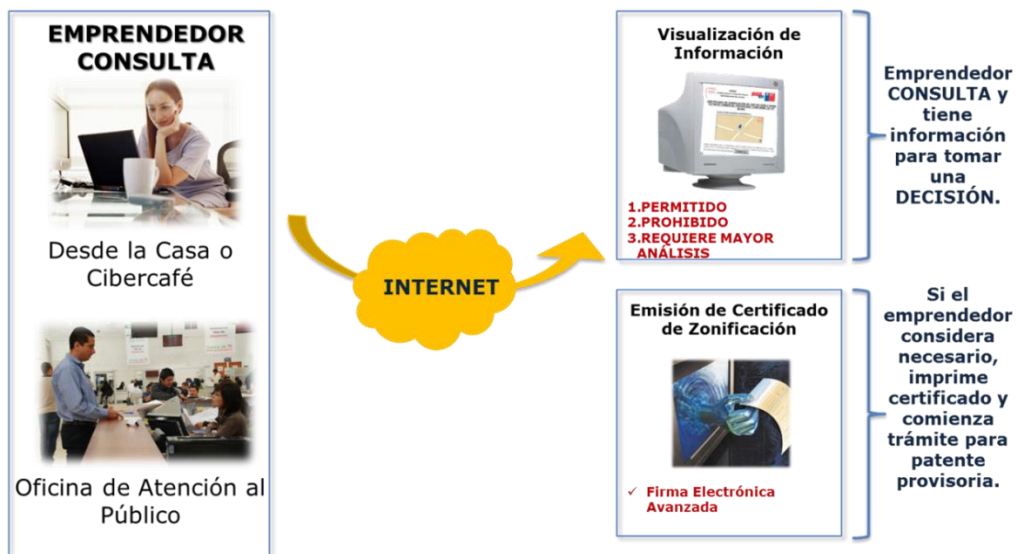 EMPRENDEDOR
CONSULTA
Desde la Casa o
Cibercafé
Oficina de Atención al
Público
INTERNET
Visualización de
Información
1.PERMITIDO
2.PROHIBIDO
3.REQUIERE MAYOR
ANÁLISIS
Emprendedor
CONSULTA y
tiene
información
para tomar
una
DECISIÓN.
Emisión de Certificado
de Zonificación
✓ Firma Electrónica
Avanzada
Si el
emprendedor
considera
necesario,
imprime
certificado y
comienza
trámite para
patente
provisoria.